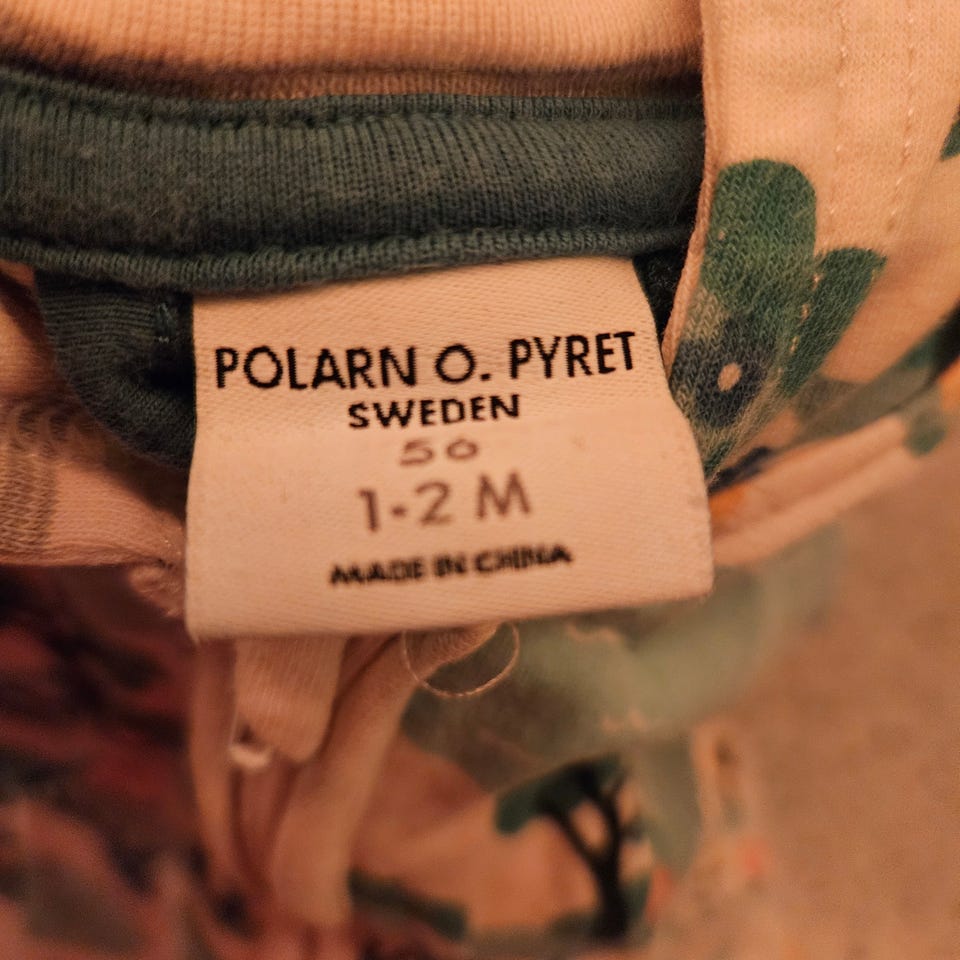 POLARN O. PYRET
SWEDEN
56
1-2 M
MADE IN CHINA